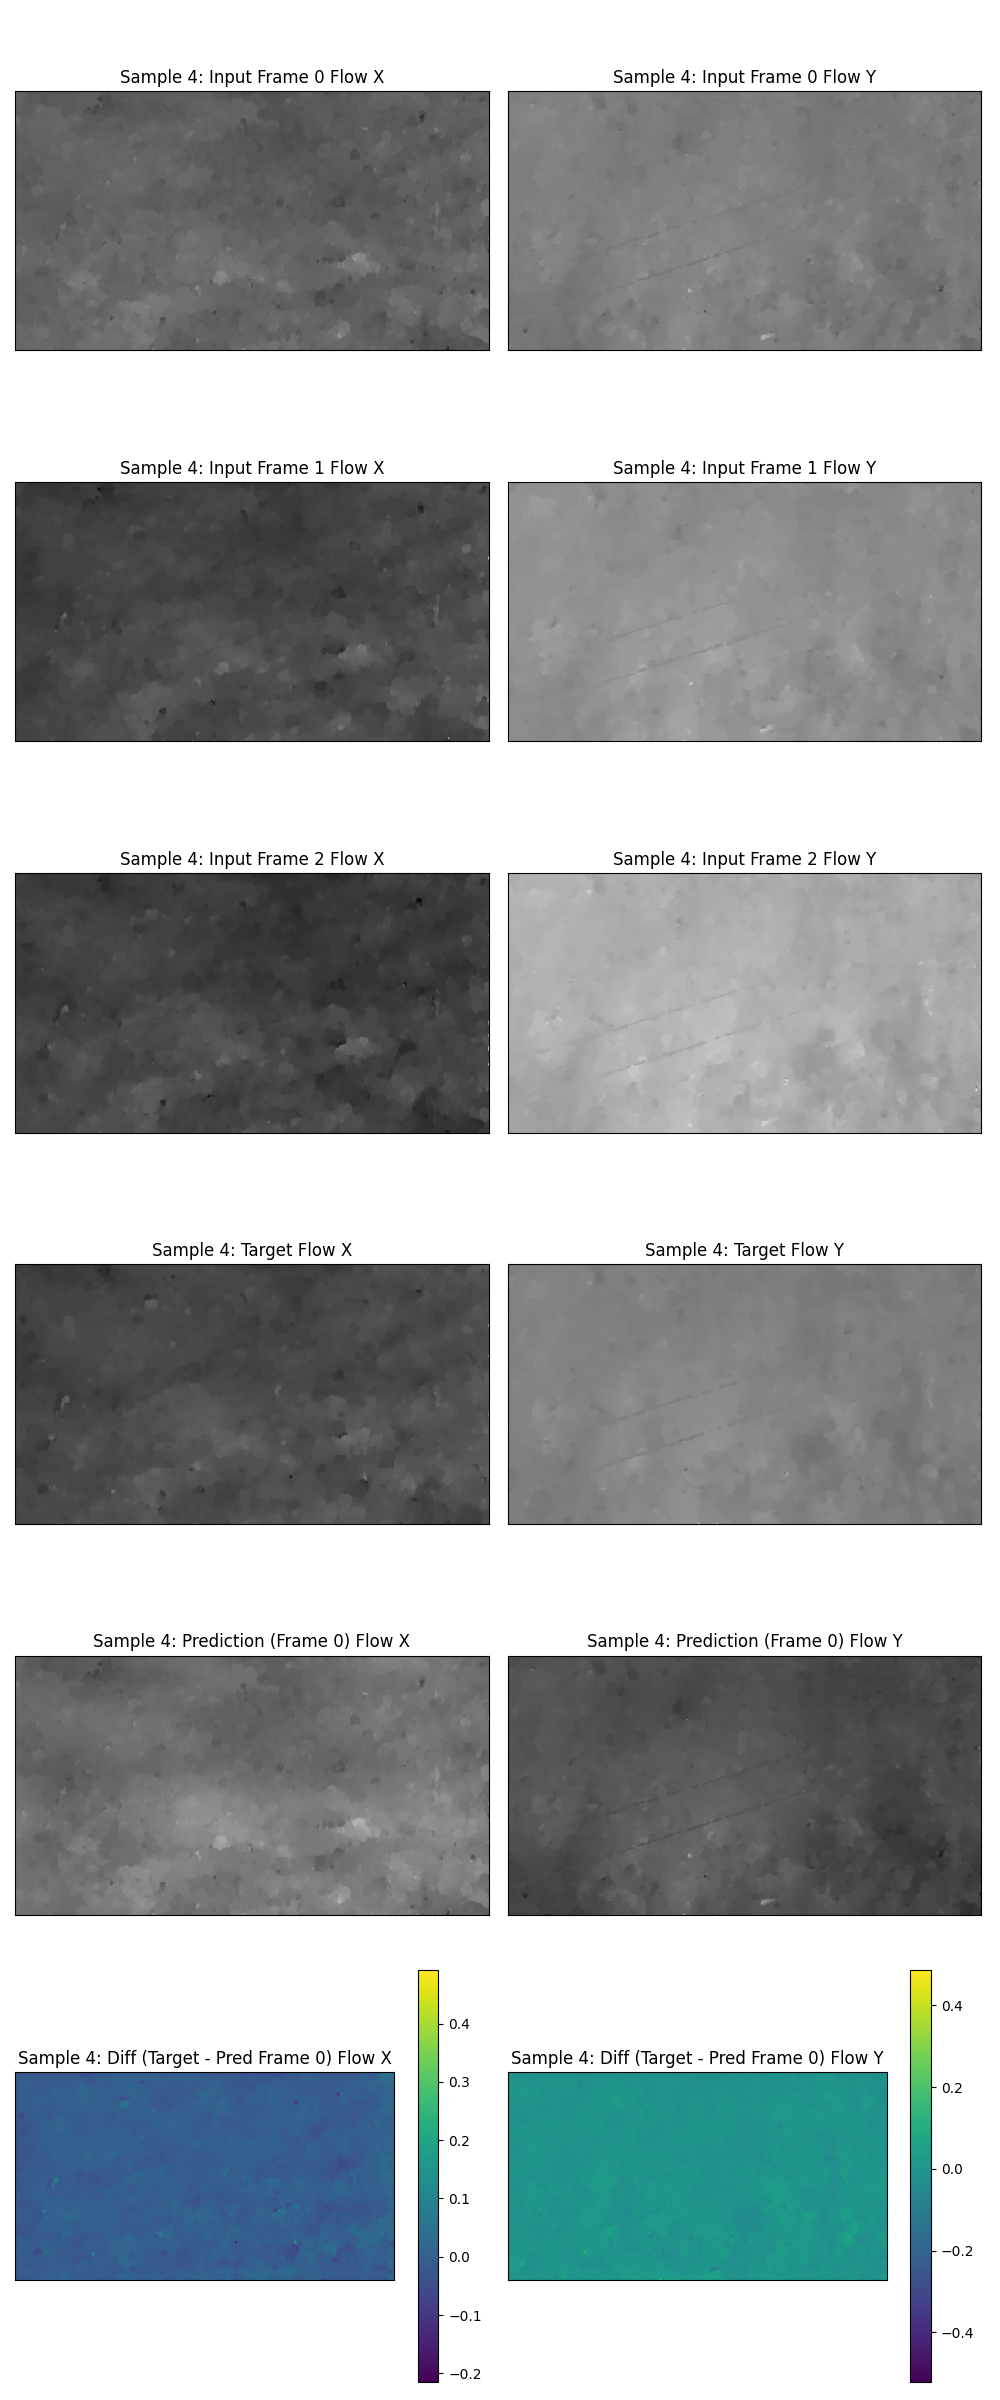 Sample 4: Input Frame 0 Flow X
Sample 4: Input Frame 0 Flow Y
Sample 4: Input Frame 1 Flow X
Sample 4: Input Frame 1 Flow Y
Sample 4: Input Frame 2 Flow X
Sample 4: Input Frame 2 Flow Y
Sample 4: Target Flow X
Sample 4: Target Flow Y
Sample 4: Prediction (Frame 0) Flow X
Sample 4: Prediction (Frame 0) Flow Y
Sample 4: Diff (Target - Pred Frame 0) Flow X
0.4
0.3
0.2
0.1
0.0
−0.1
−0.2
Sample 4: Diff (Target - Pred Frame 0) Flow Y
0.4
0.2
0.0
−0.2
−0.4